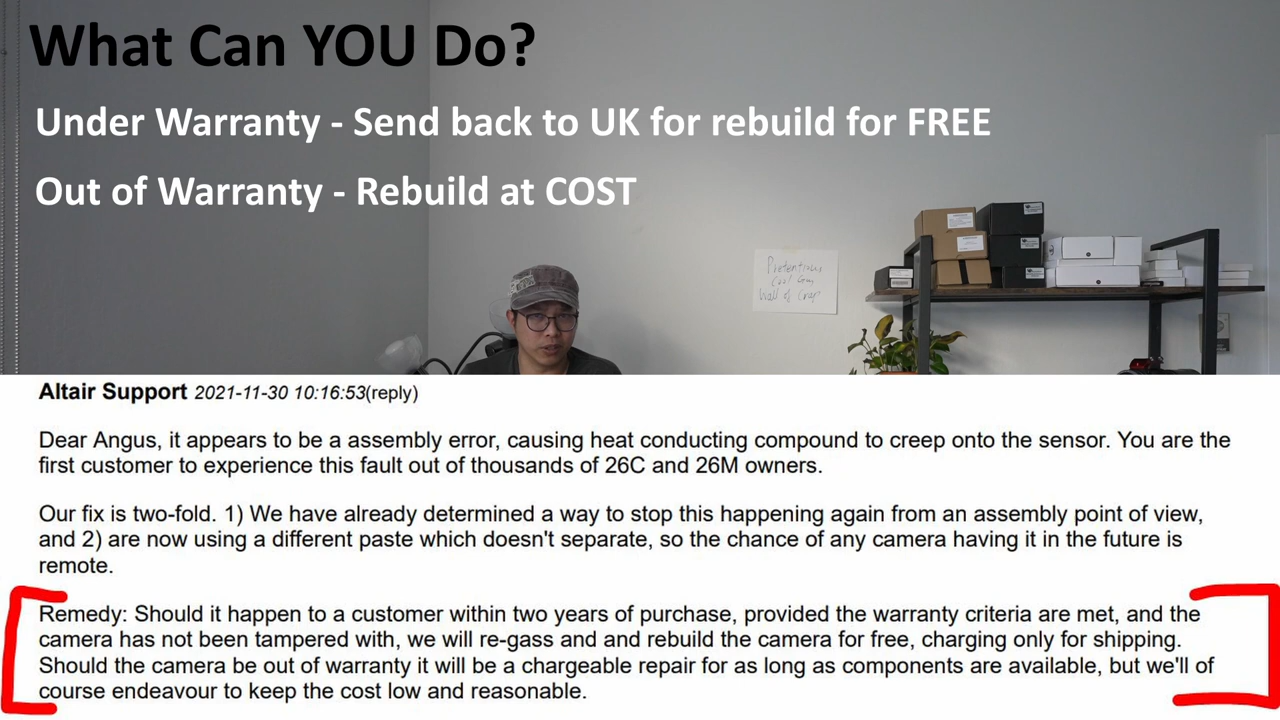 What Can YOU Do?
Under Warranty - Send back to UK for rebuild for FREE
Out of Warranty - Rebuild at COST
Pretentious
Cool Guy
Wall of Crap
Altair Support 2021-11-30 10:16:53(reply)
Dear Angus, it appears to be a assembly error, causing heat conducting compound to creep onto the sensor. You are the
first customer to experience this fault out of thousands of 26C and 26M owners.
Our fix is two-fold. 1) We have already determined a way to stop this happening again from an assembly point of view,
and 2) are now using a different paste which doesn't separate, so the chance of any camera having it in the future is
remote.
Remedy: Should it happen to a customer within two years of purchase, provided the warranty criteria are met, and the
camera has not been tampered with, we will re-gass and and rebuild the camera for free, charging only for shipping.
Should the camera be out of warranty it will be a chargeable repair for as long as components are available, but we'll of
course endeavour to keep the cost low and reasonable.